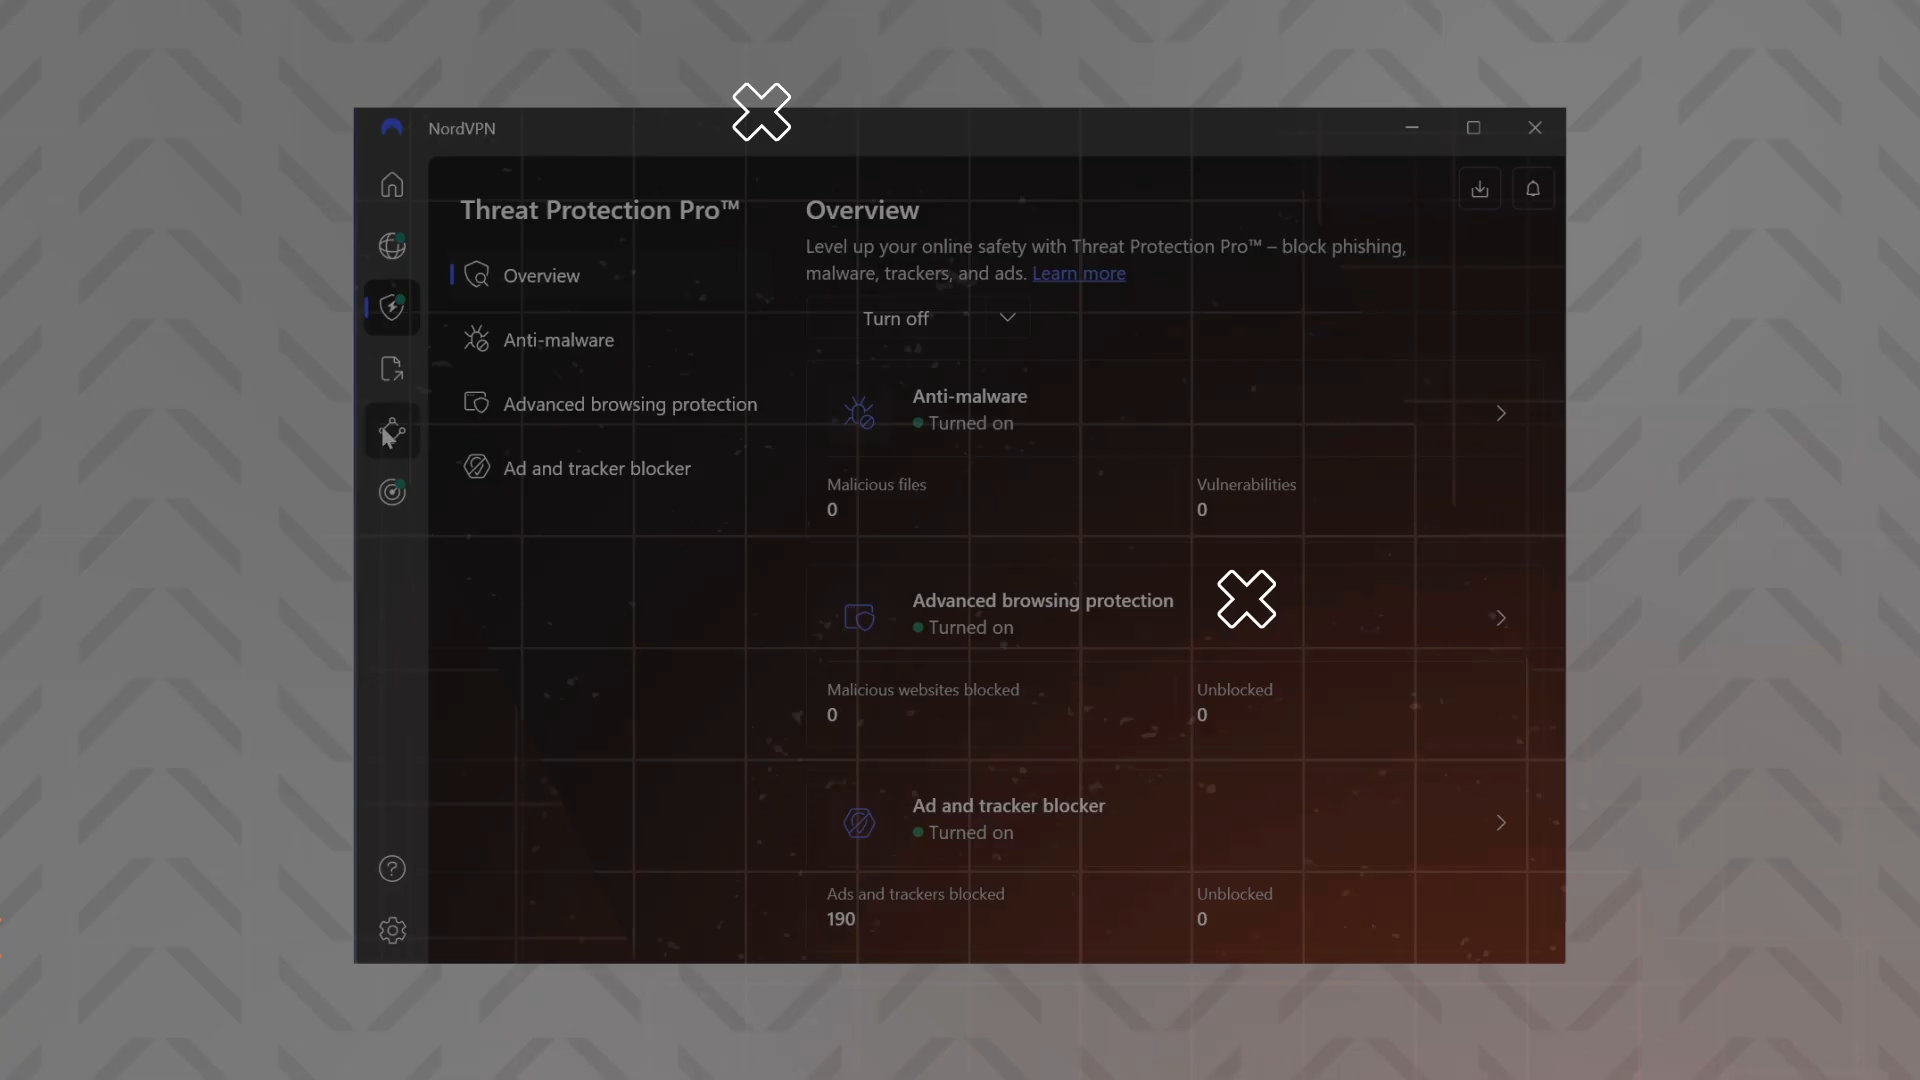 NordVPN
Threat Protection Pro™
Overview
Anti-malware
Advanced browsing protection
Ad and tracker blocker
Overview
Level up your online safety with Threat Protection Pro™ – block phishing,
malware, trackers, and ads. Learn more
Turn off
Anti-malware
Turned on
Malicious files
0
Vulnerabilities
0
Advanced browsing protection
Turned on
Malicious websites blocked
0
Unblocked
0
Ad and tracker blocker
Turned on
Ads and trackers blocked
190
Unblocked
0